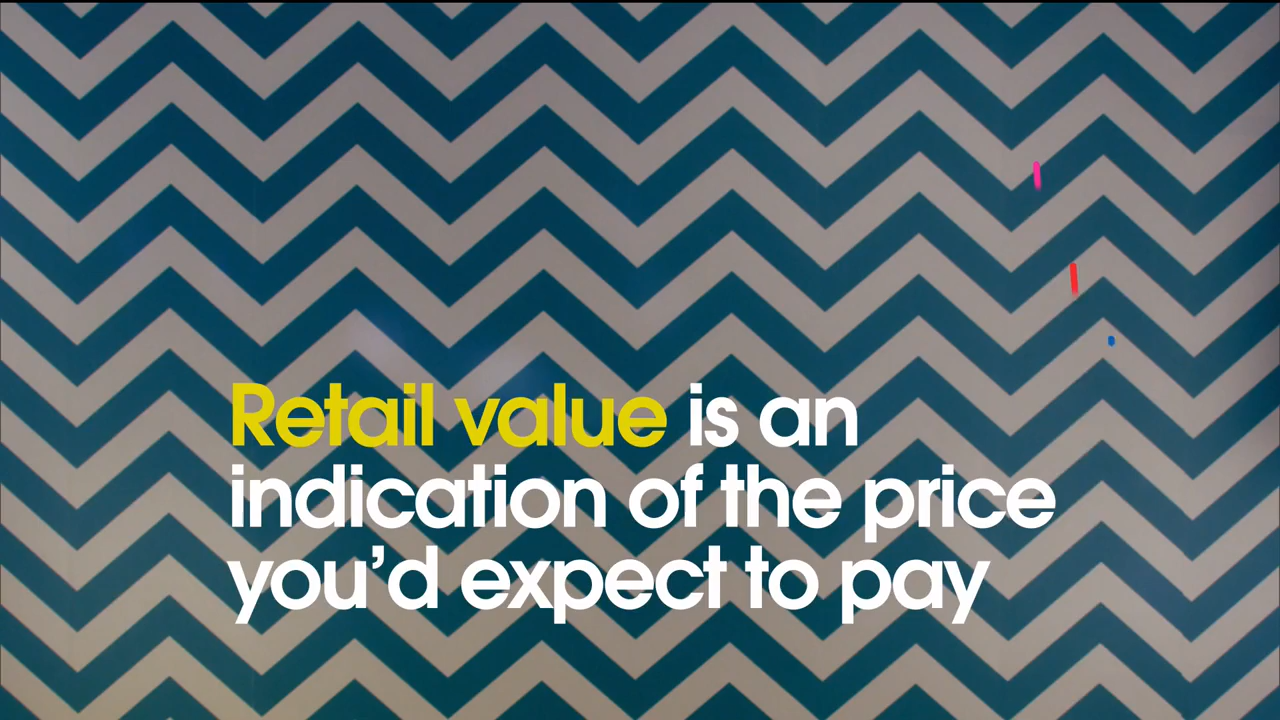 Retail value is an
indication of the price
you’d expect to pay